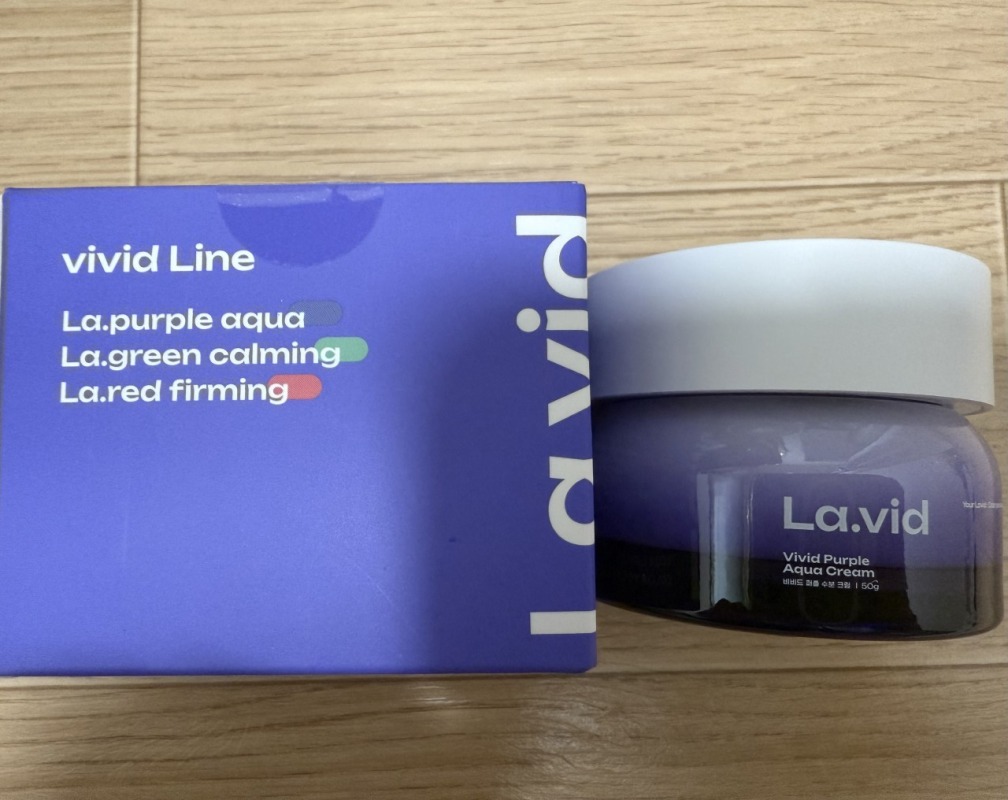 vivid Line
La.purple aqua
La.green calming
La.red firming
La.vid
La.vid
Vivid Purple
Aqua Cream
비비드 퍼플 수분 크림 | 50g